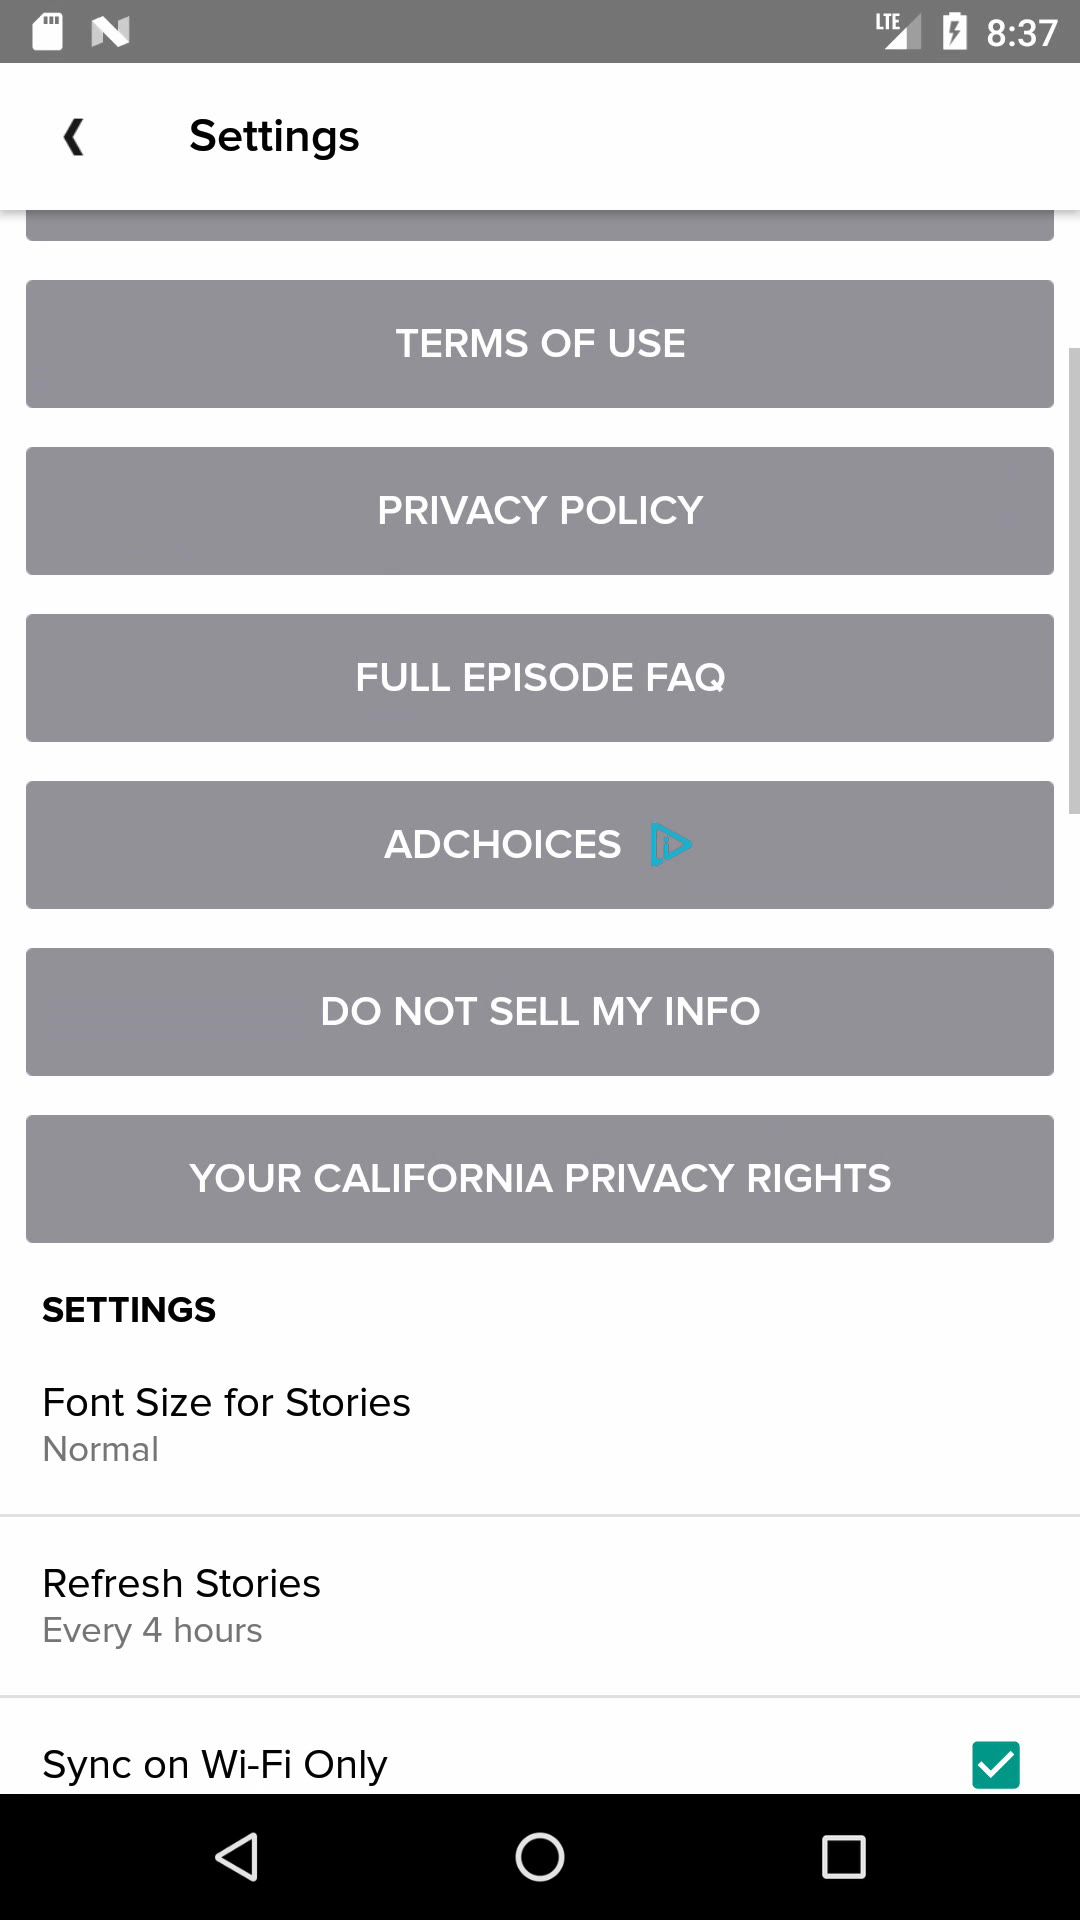 LTE 8:37
Settings
TERMS OF USE
PRIVACY POLICY
FULL EPISODE FAQ
ADCHOICES
DO NOT SELL MY INFO
YOUR CALIFORNIA PRIVACY RIGHTS
SETTINGS
Font Size for Stories
Normal
Refresh Stories
Every 4 hours
Sync on Wi-Fi Only